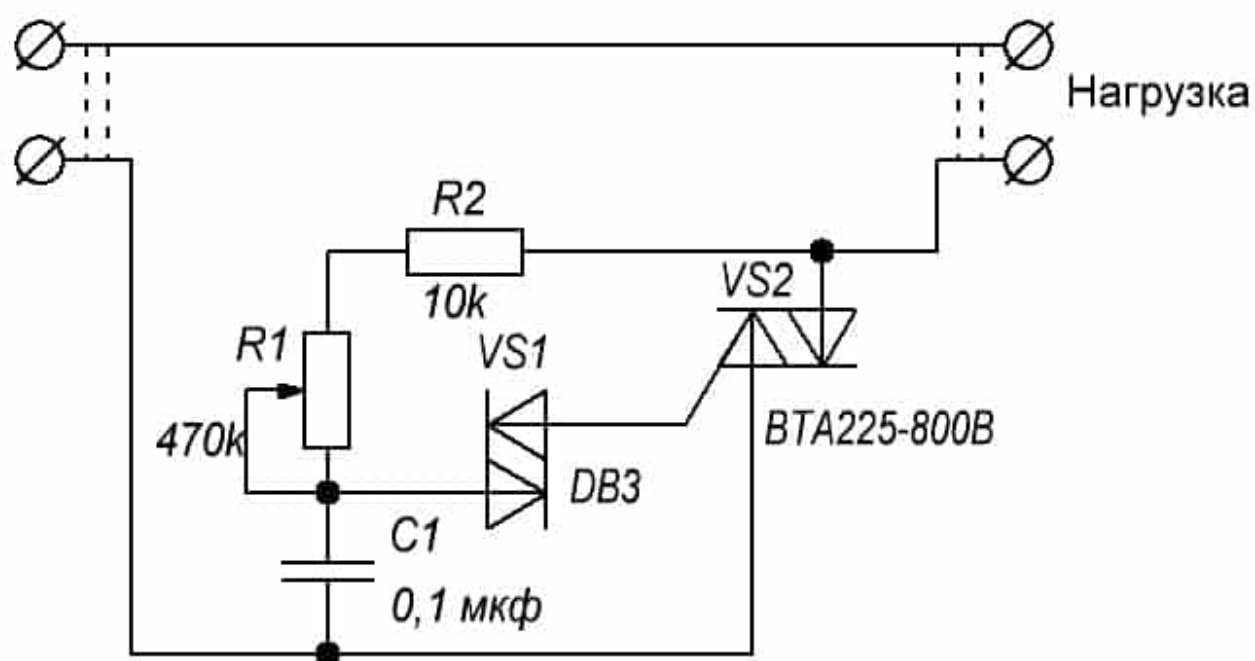 Нагрузка
R2
10k
VS2
R1
VS1
470k
BTA225-800B
DB3
C1
0,1 мкф